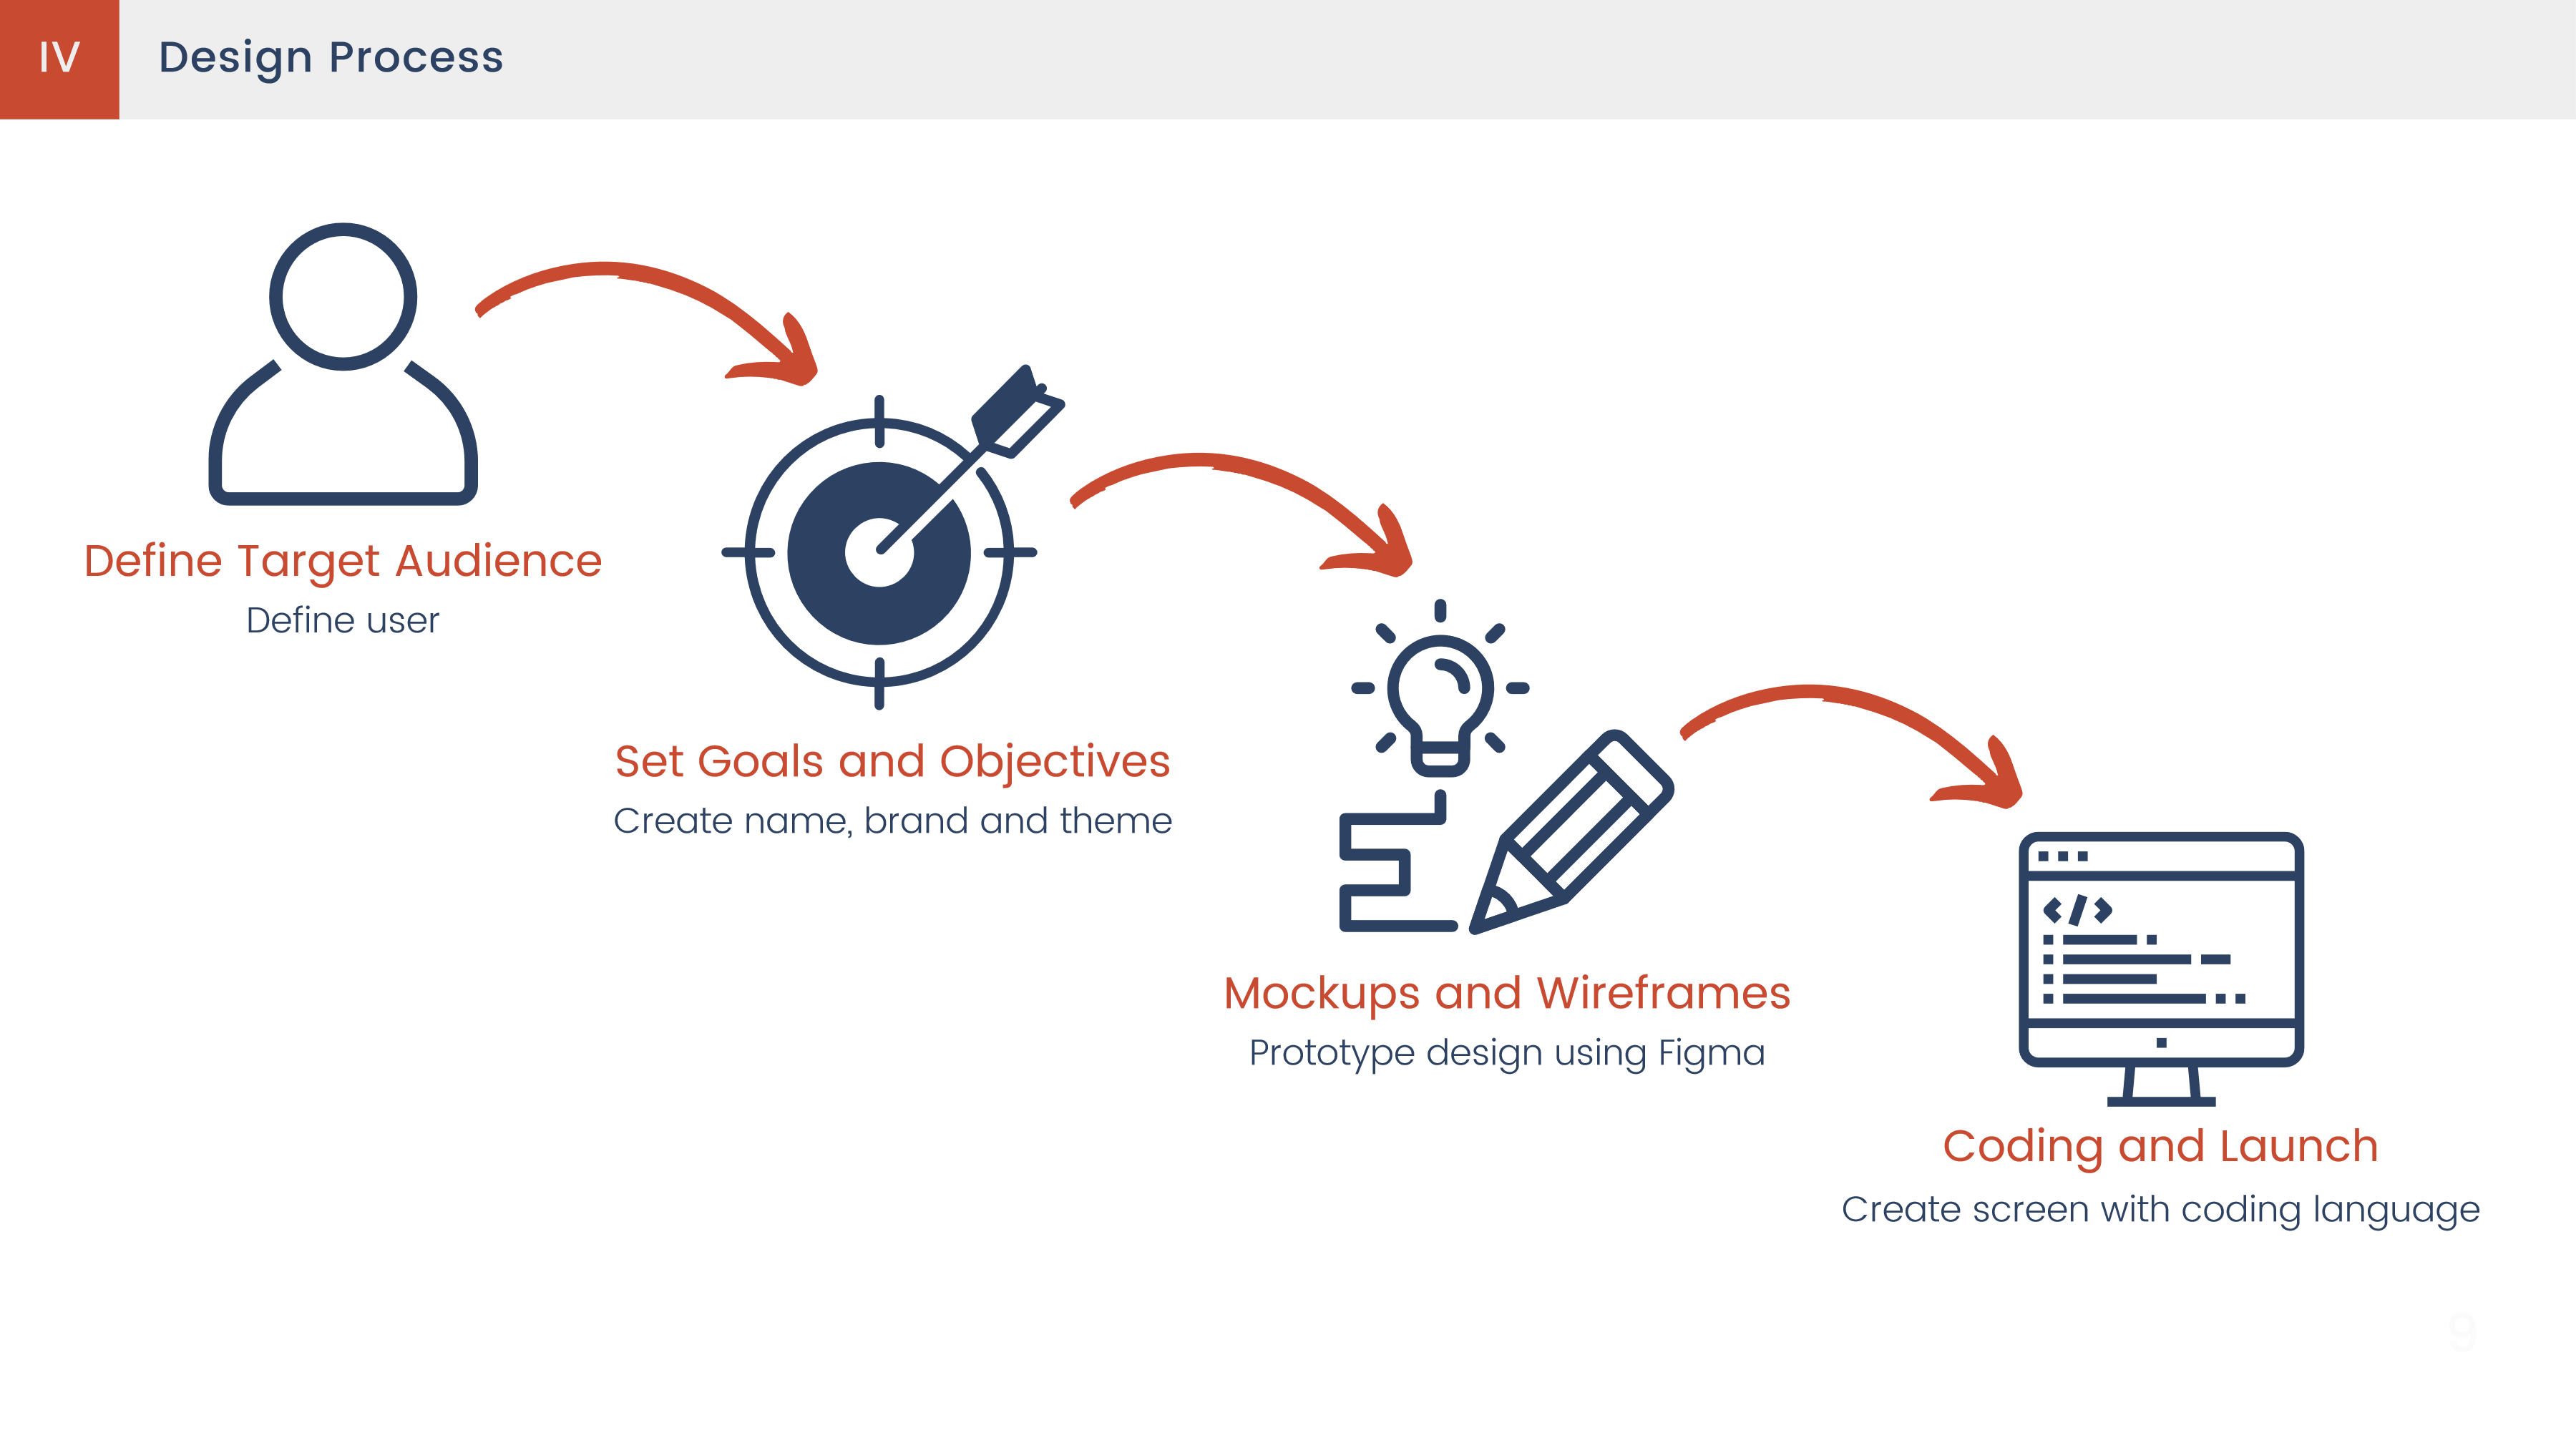 IV
Design Process
Define Target Audience
Define user
Set Goals and Objectives
Create name, brand and theme
Mockups and Wireframes
Prototype design using Figma
</>
Coding and Launch
Create screen with coding language
9